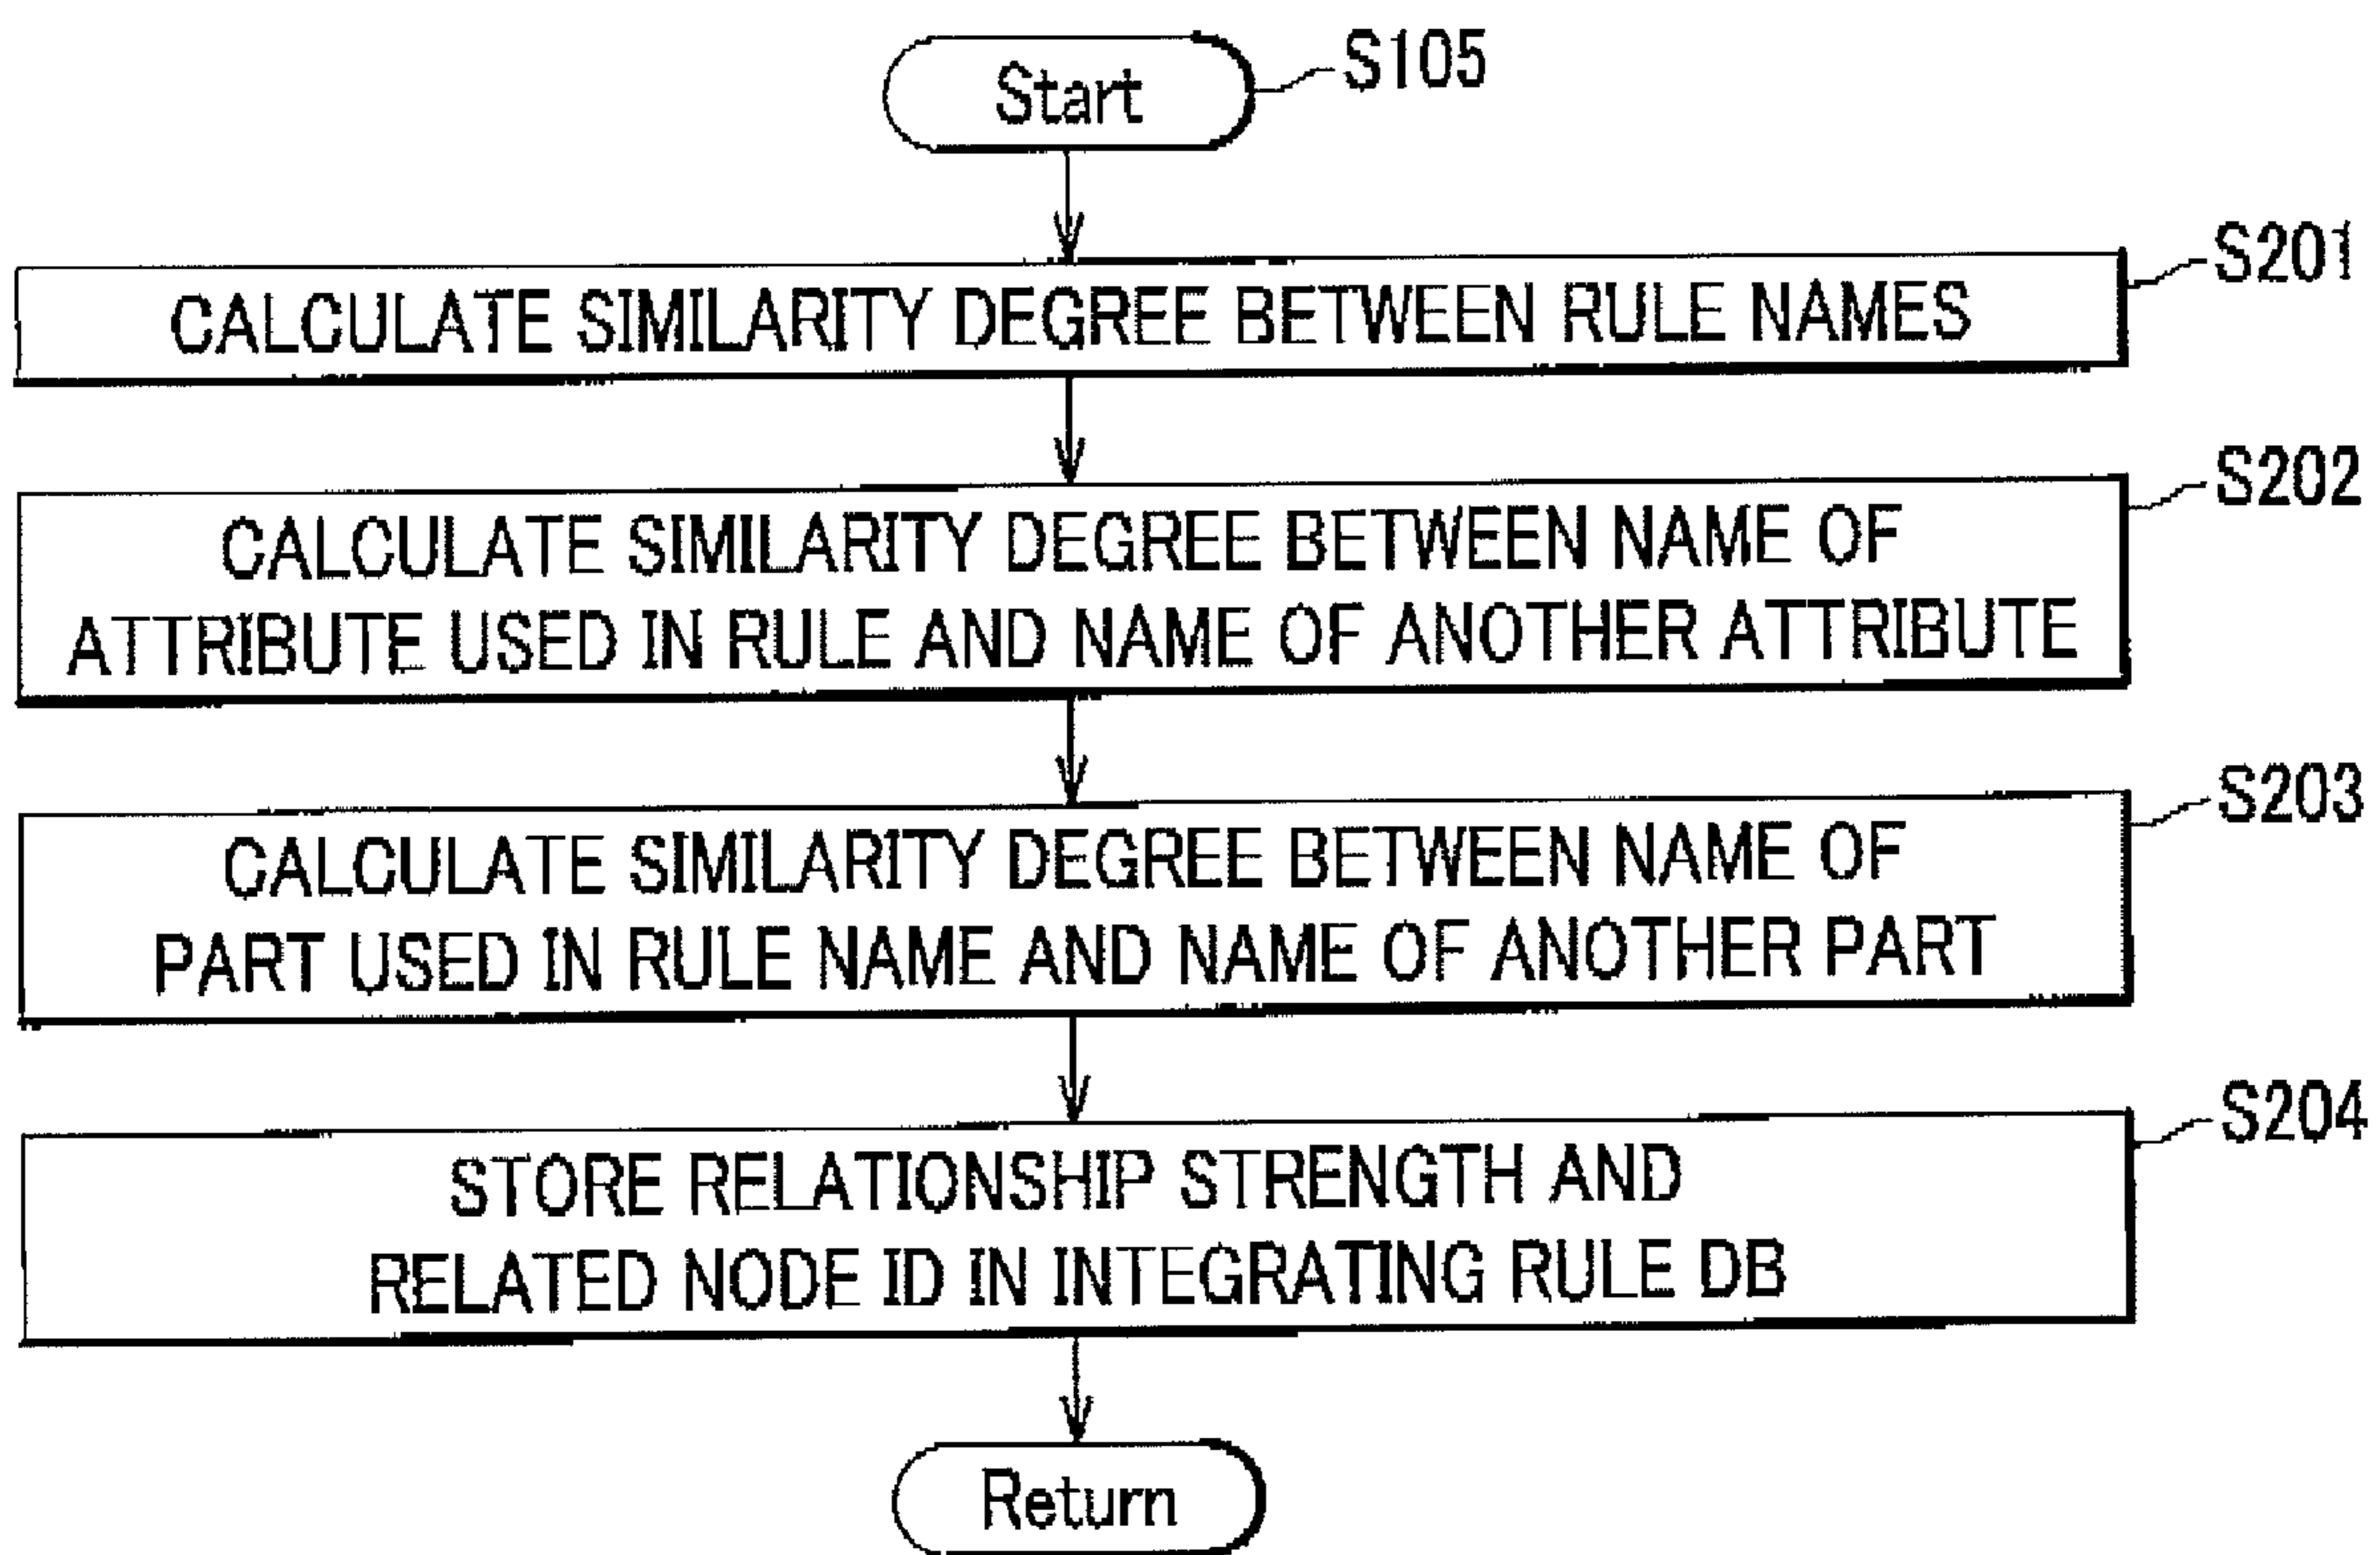 Start
S105
S201
CALCULATE SIMILARITY DEGREE BETWEEN RULE NAMES
S202
CALCULATE SIMILARITY DEGREE BETWEEN NAME OF
ATTRIBUTE USED IN RULE AND NAME OF ANOTHER ATTRIBUTE
S203
CALCULATE SIMILARITY DEGREE BETWEEN NAME OF
PART USED IN RULE NAME AND NAME OF ANOTHER PART
S204
STORE RELATIONSHIP STRENGTH AND
RELATED NODE ID IN INTEGRATING RULE DB
Return